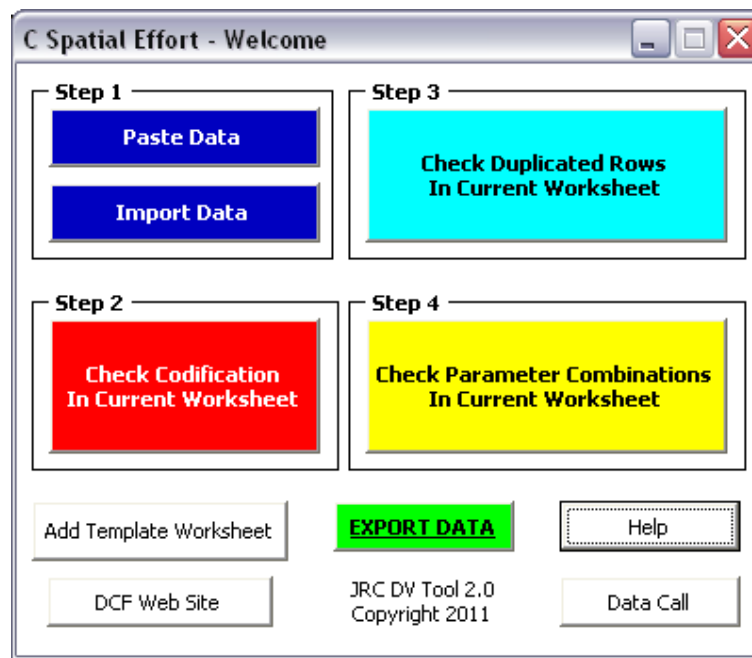 C Spatial Effort - Welcome
Step 1
Paste Data
Import Data
Step 3
Check Duplicated Rows
In Current Worksheet
Step 2
Check Codification
In Current Worksheet
Step 4
Check Parameter Combinations
In Current Worksheet
Add Template Worksheet
EXPORT DATA
Help
DCF Web Site
JRC DV Tool 2.0
Copyright 2011
Data Call